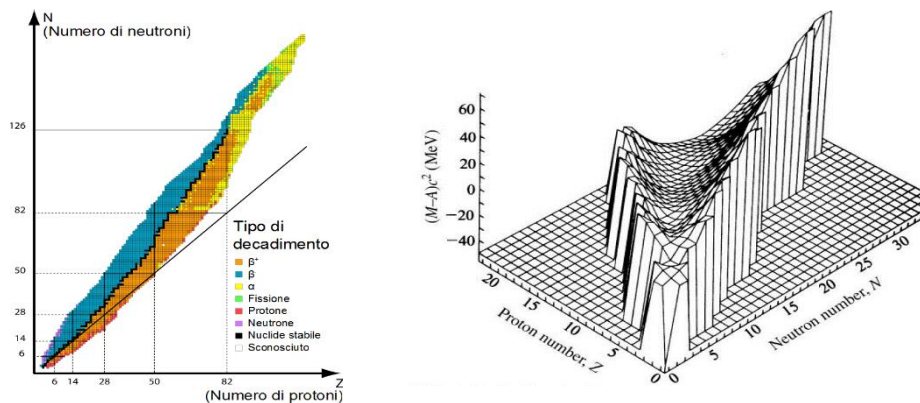 N
(Numero di neutroni)
126
82
50
28
14
6
6 14 28 50 82
Z
(Numero di protoni)
Tipo di
decadimento
β⁺
β⁻
α
Fissione
Protone
Neutrone
Nuclide stabile
Sconosciuto
(M–A)c² (MeV)
60
40
20
0
−20
−40
20
15
10
5
0
Proton number, Z
0
5
10
15
20
25
30
Neutron number, N